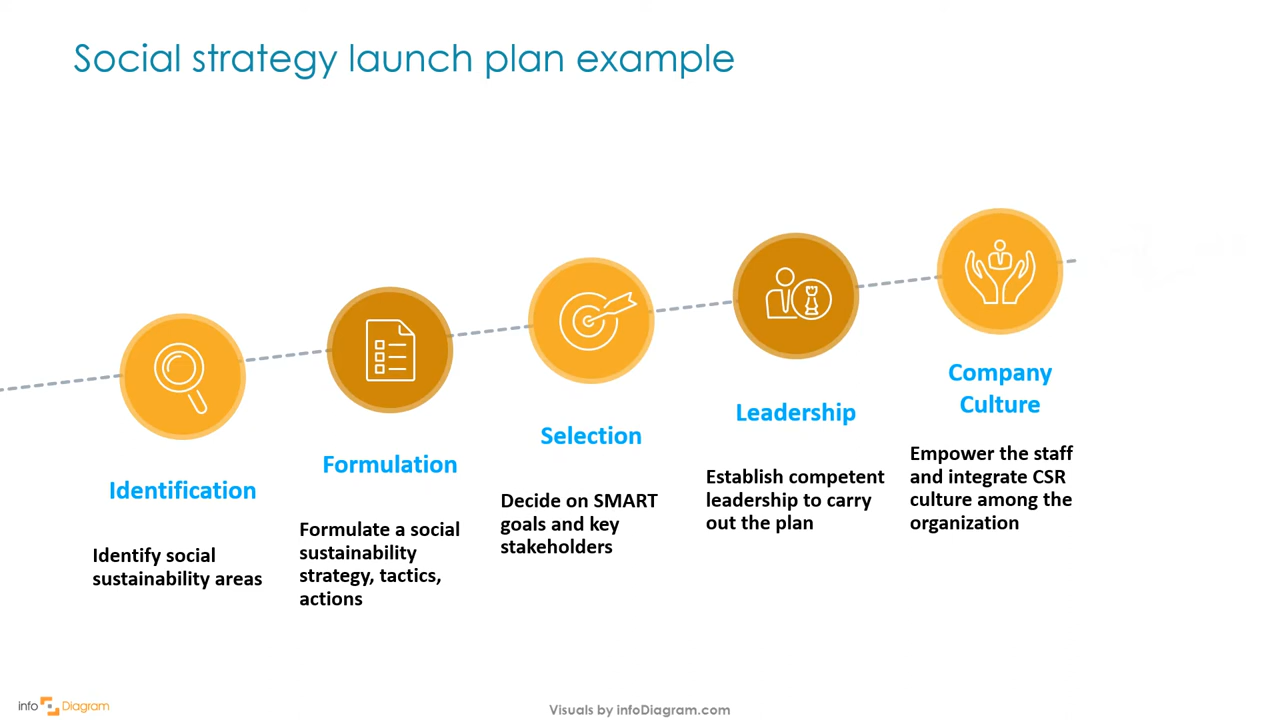 Social strategy launch plan example
Identification
Identify social
sustainability areas
Formulation
Formulate a social
sustainability
strategy, tactics,
actions
Selection
Decide on SMART
goals and key
stakeholders
Leadership
Establish competent
leadership to carry
out the plan
Company
Culture
Empower the staff
and integrate CSR
culture among the
organization
info Diagram
Visuals by infoDiagram.com